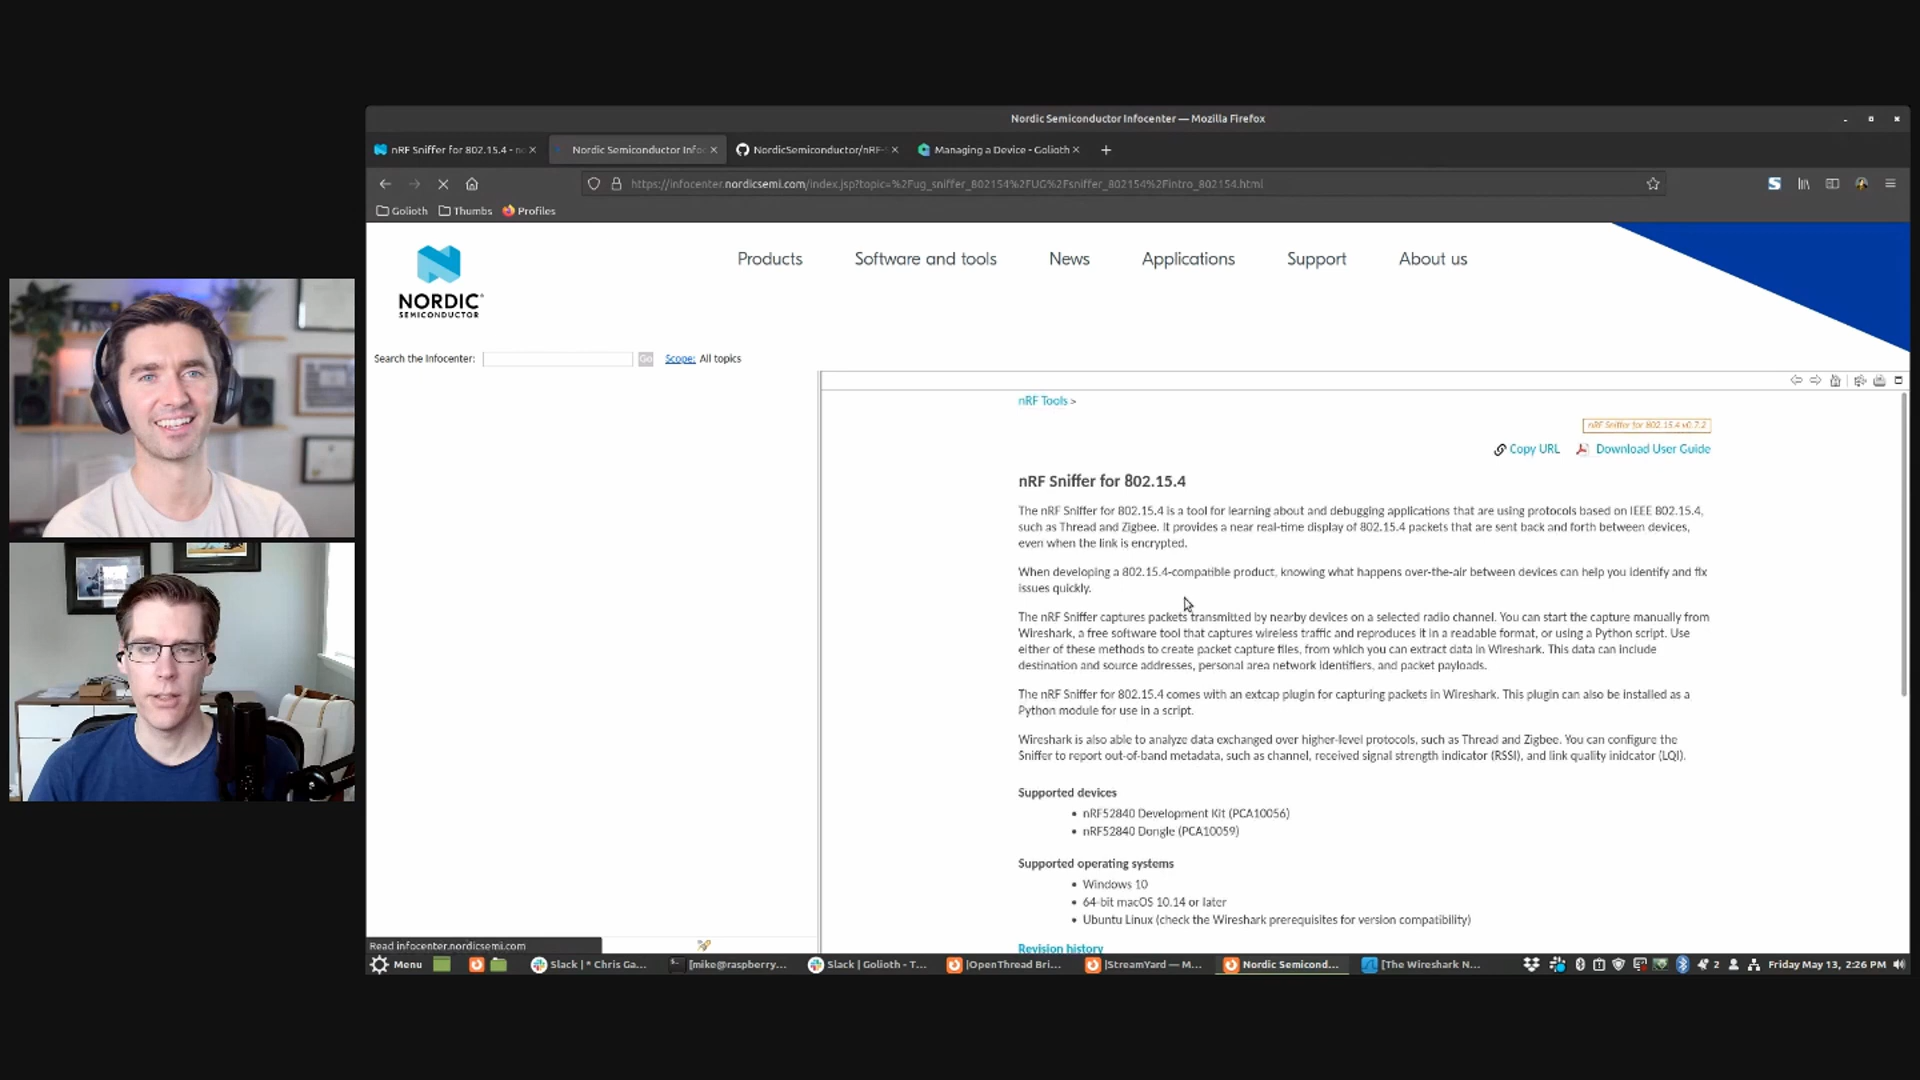 Nordic Semiconductor Infocenter — Mozilla Firefox
nRF Sniffer for 802.15.4 - no
Nordic Semiconductor Infoc
NordicSemiconductor/nRF-
Managing a Device - Golioth
https://infocenter.nordicsemi.com/index.jsp?topic=%2Fug_sniffer_802154%2FUG%2Fsniffer_802154%2Fintro_802154.html
Golioth Thumbs Profiles
Products Software and tools News Applications Support About us
NORDIC
SEMICONDUCTOR
Search the Infocenter: Go Scope: All topics
nRF Tools >
nRF Sniffer for 802.15.4 v0.7.2
Copy URL Download User Guide
nRF Sniffer for 802.15.4
The nRF Sniffer for 802.15.4 is a tool for learning about and debugging applications that are using protocols based on IEEE 802.15.4,
such as Thread and Zigbee. It provides a near real-time display of 802.15.4 packets that are sent back and forth between devices,
even when the link is encrypted.
When developing a 802.15.4-compatible product, knowing what happens over-the-air between devices can help you identify and fix
issues quickly.
The nRF Sniffer captures packets transmitted by nearby devices on a selected radio channel. You can start the capture manually from
Wireshark, a free software tool that captures wireless traffic and reproduces it in a readable format, or using a Python script. Use
either of these methods to create packet capture files, from which you can extract data in Wireshark. This data can include
destination and source addresses, personal area network identifiers, and packet payloads.
The nRF Sniffer for 802.15.4 comes with an extcap plugin for capturing packets in Wireshark. This plugin can also be installed as a
Python module for use in a script.
Wireshark is also able to analyze data exchanged over higher-level protocols, such as Thread and Zigbee. You can configure the
Sniffer to report out-of-band metadata, such as channel, received signal strength indicator (RSSI), and link quality inidcator (LQI).
Supported devices
• nRF52840 Development Kit (PCA10056)
• nRF52840 Dongle (PCA10059)
Supported operating systems
• Windows 10
• 64-bit macOS 10.14 or later
• Ubuntu Linux (check the Wireshark prerequisites for version compatibility)
Revision history
Read infocenter.nordicsemi.com
Menu Slack | * Chris Ga... [mike@raspberry... Slack | Golioth - T... |OpenThread Bri... |StreamYard — M... Nordic Semicond... [The Wireshark N... 2 Friday May 13, 2:26 PM